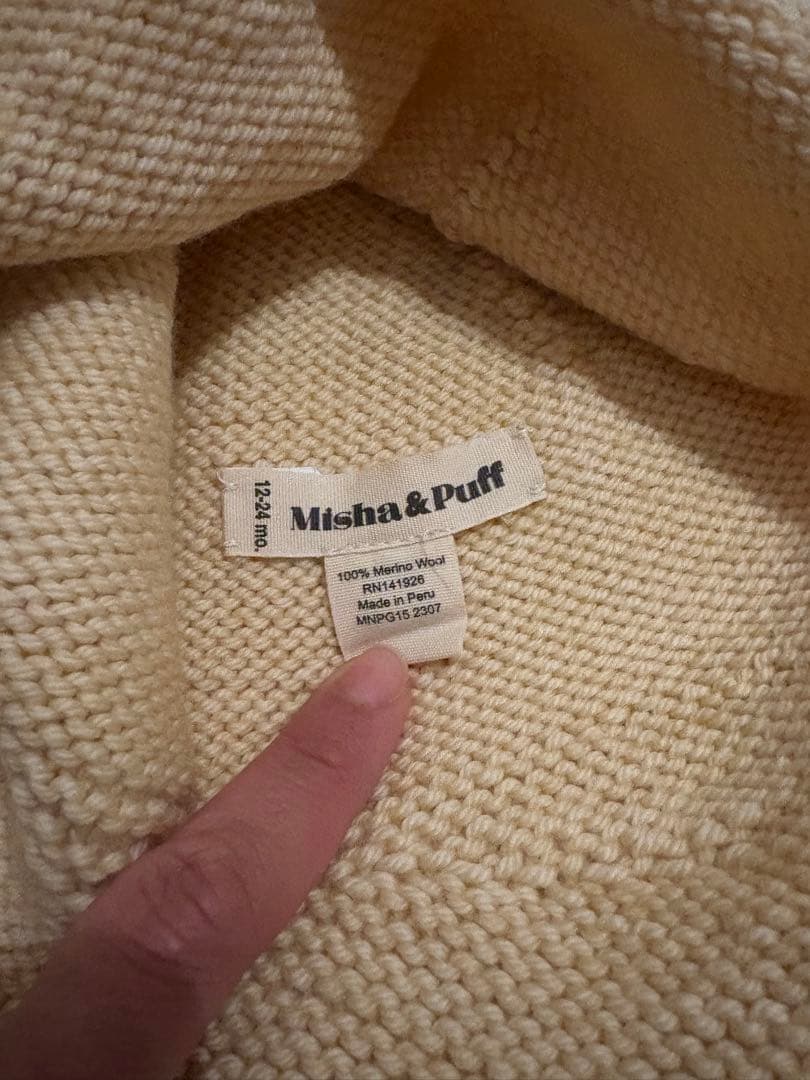 12-24 mo.
Misha & Puff
100% Merino Wool
RN141926
Made in Peru
MNPG15 2307